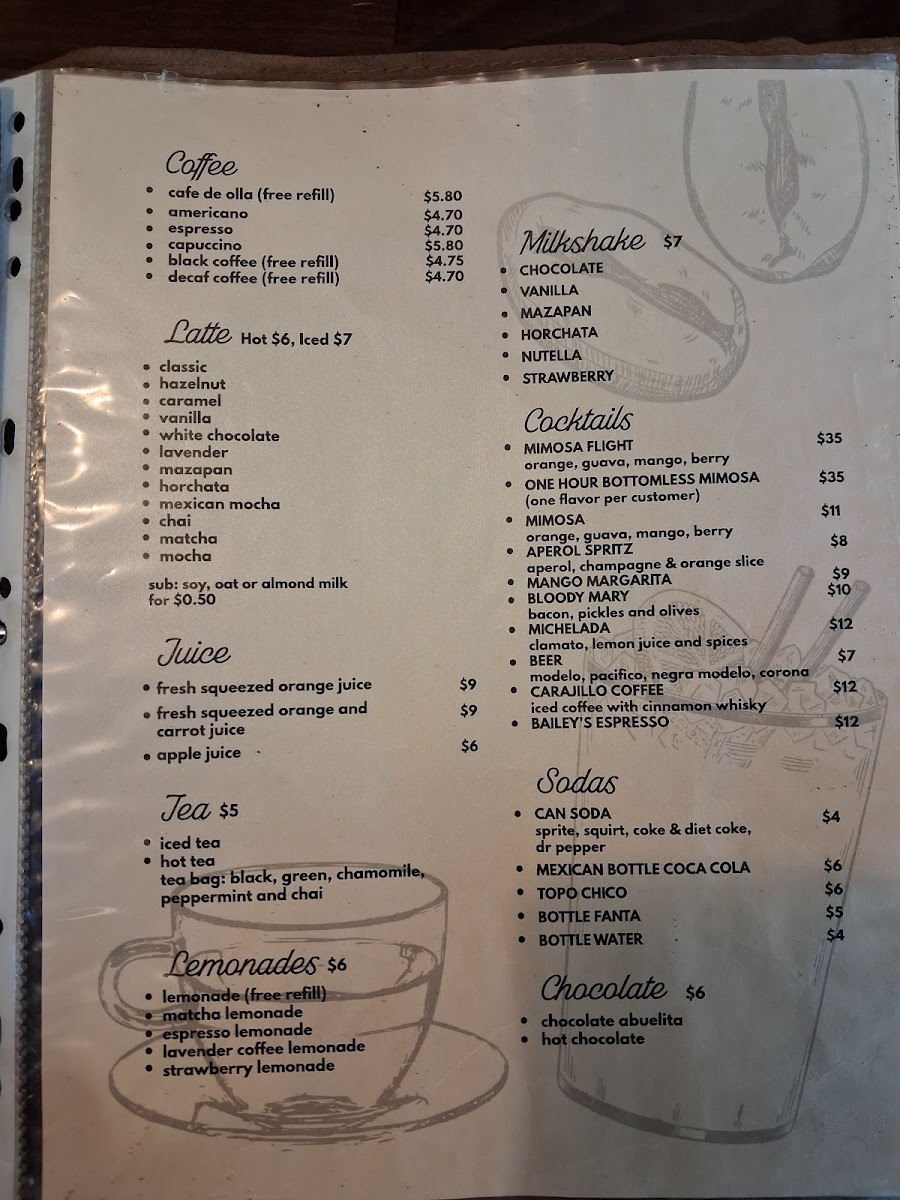 Coffee
• cafe de olla (free refill) $5.80
• americano $4.70
• espresso $4.70
• capuccino $5.80
• black coffee (free refill) $4.75
• decaf coffee (free refill) $4.70
Latte Hot $6, Iced $7
• classic
• hazelnut
• caramel
• vanilla
• white chocolate
• lavender
• mazapan
• horchata
• mexican mocha
• chai
• matcha
• mocha
sub: soy, oat or almond milk
for $0.50
Juice
• fresh squeezed orange juice $9
• fresh squeezed orange and $9
carrot juice
• apple juice $6
Tea $5
• iced tea
• hot tea
tea bag: black, green, chamomile,
peppermint and chai
Lemonades $6
• lemonade (free refill)
• matcha lemonade
• espresso lemonade
• lavender coffee lemonade
• strawberry lemonade
Milkshake $7
• CHOCOLATE
• VANILLA
• MAZAPAN
• HORCHATA
• NUTELLA
• STRAWBERRY
Cocktails
• MIMOSA FLIGHT $35
orange, guava, mango, berry
• ONE HOUR BOTTOMLESS MIMOSA $35
(one flavor per customer)
• MIMOSA $11
orange, guava, mango, berry
• APEROL SPRITZ $8
aperol, champagne & orange slice
• MANGO MARGARITA $9
• BLOODY MARY $10
bacon, pickles and olives
• MICHELADA $12
clamato, lemon juice and spices
• BEER $7
modelo, pacifico, negra modelo, corona
• CARAJILLO COFFEE $12
iced coffee with cinnamon whisky
• BAILEY'S ESPRESSO $12
Sodas
• CAN SODA $4
sprite, squirt, coke & diet coke,
dr pepper
• MEXICAN BOTTLE COCA COLA $6
• TOPO CHICO $6
• BOTTLE FANTA $5
• BOTTLE WATER $4
Chocolate $6
• chocolate abuelita
• hot chocolate